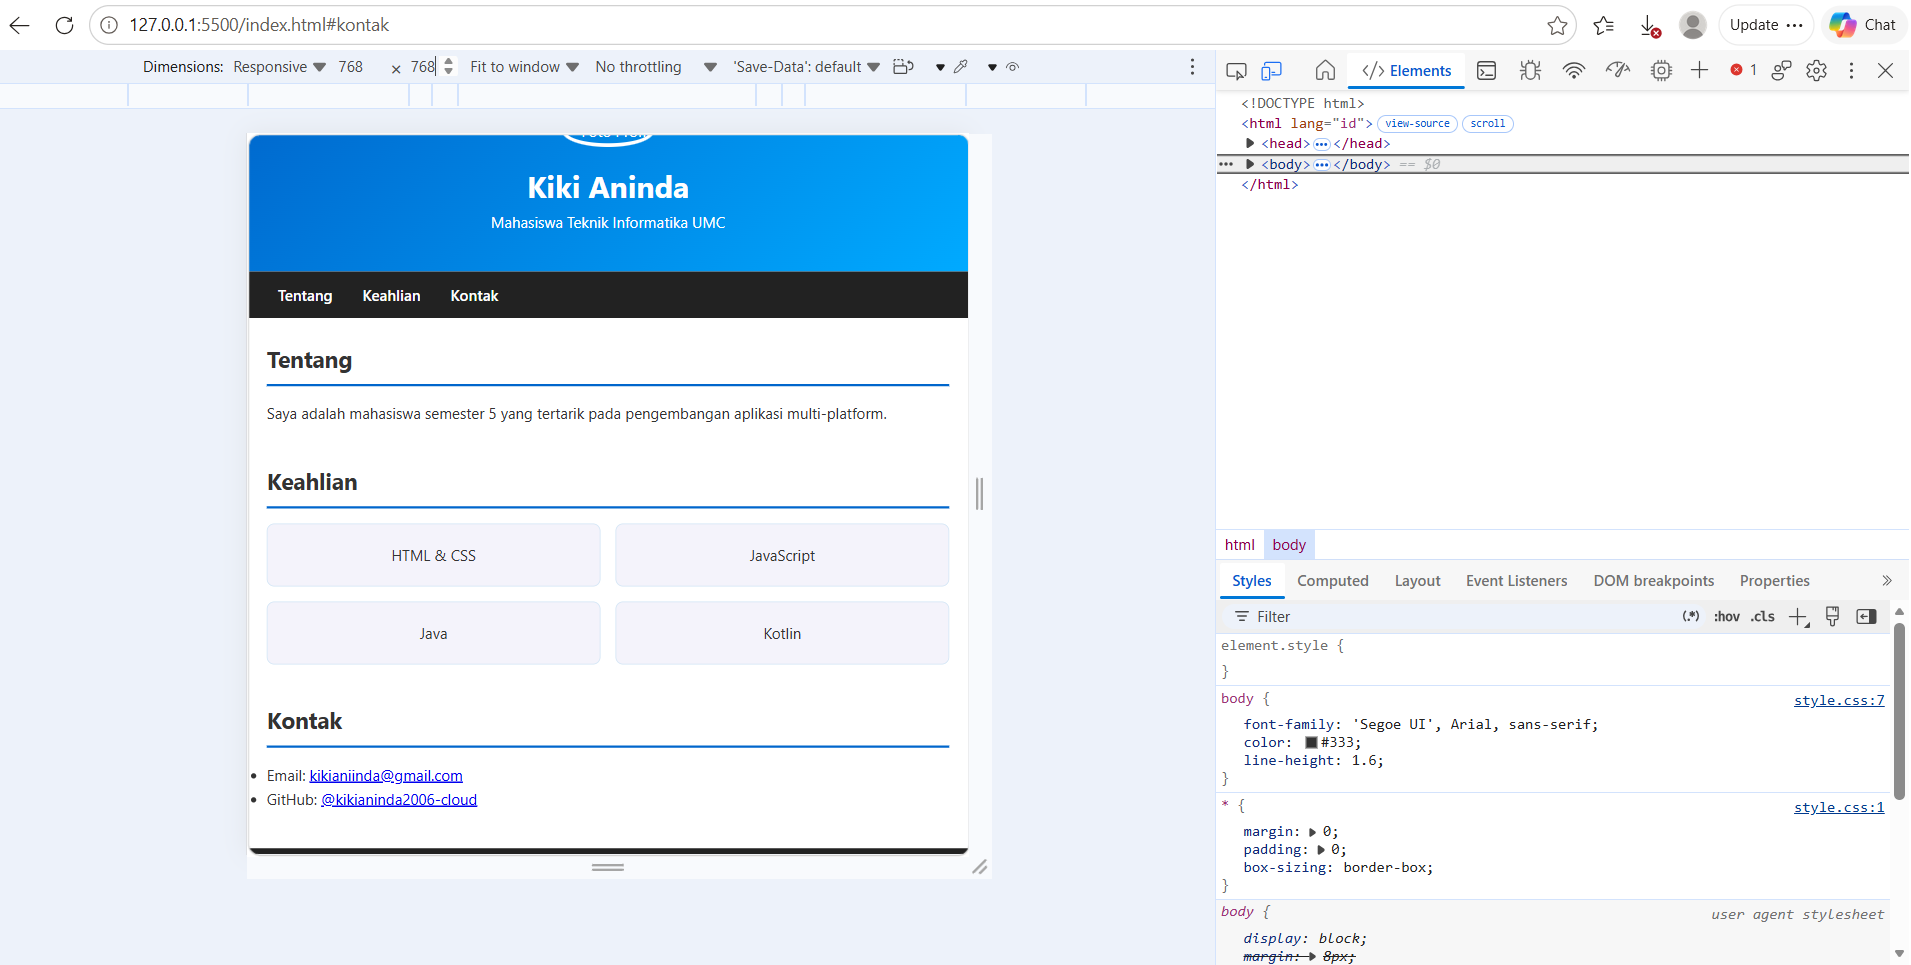 127.0.0.1:5500/index.html#kontak
Update
Chat
Dimensions: Responsive 768 × 768 Fit to window No throttling 'Save-Data': default
Kiki Aninda
Mahasiswa Teknik Informatika UMC
Tentang Keahlian Kontak
Tentang
Saya adalah mahasiswa semester 5 yang tertarik pada pengembangan aplikasi multi-platform.
Keahlian
HTML & CSS
JavaScript
Java
Kotlin
Kontak
• Email: kikianiinda@gmail.com
• GitHub: @kikianinda2006-cloud
</> Elements
1
<!DOCTYPE html>
<html lang="id"> view-source scroll
<head> ••• </head>
••• <body> ••• </body> == $0
</html>
html body
Styles Computed Layout Event Listeners DOM breakpoints Properties »
Filter (.*) :hov .cls
element.style {
}
body { style.css:7
font-family: 'Segoe UI', Arial, sans-serif;
color: #333;
line-height: 1.6;
}
* { style.css:1
margin: 0;
padding: 0;
box-sizing: border-box;
}
body { user agent stylesheet
display: block;
margin: 8px;